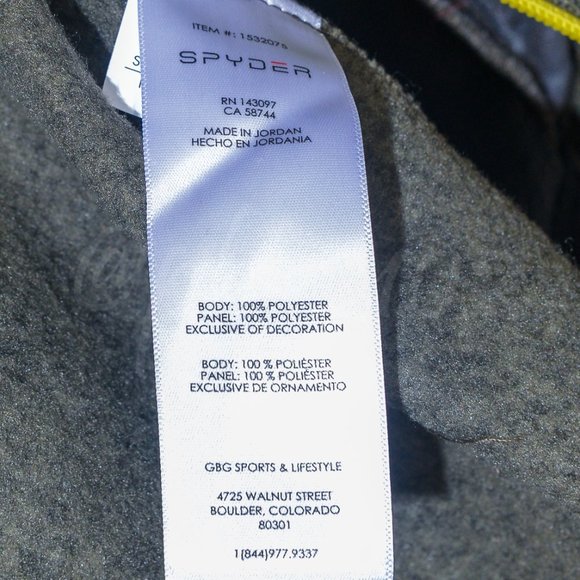 ITEM #: 1532075
SPYDER
RN 143097
CA 58744
MADE IN JORDAN
HECHO EN JORDANIA
BODY: 100% POLYESTER
PANEL: 100% POLYESTER
EXCLUSIVE OF DECORATION
BODY: 100 % POLIÉSTER
PANEL: 100 % POLIÉSTER
EXCLUSIVE DE ORNAMENTO
GBG SPORTS & LIFESTYLE
4725 WALNUT STREET
BOULDER, COLORADO
80301
1(844)977.9337